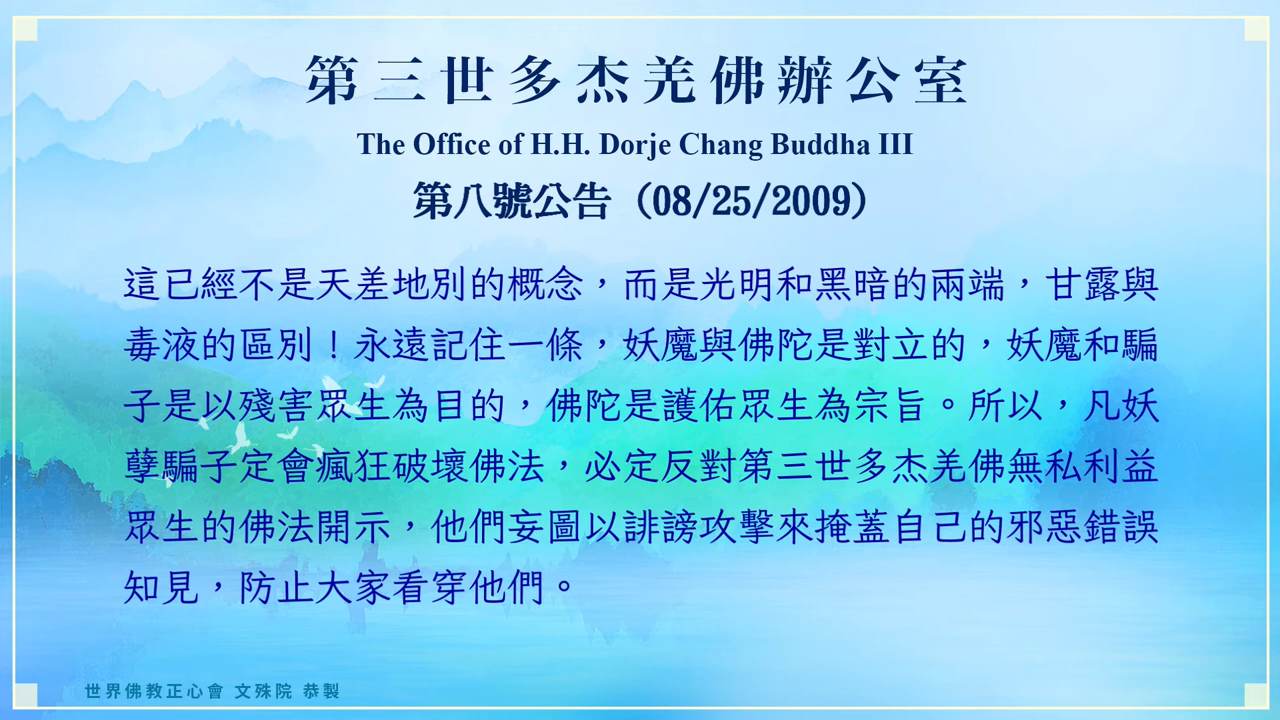 第三世多杰羌佛辦公室
The Office of H.H. Dorje Chang Buddha III
第八號公告（08/25/2009）
這已經不是天差地別的概念，而是光明和黑暗的兩端，甘露與
毒液的區別！永遠記住一條，妖魔與佛陀是對立的，妖魔和騙
子是以殘害眾生為目的，佛陀是護佑眾生為宗旨。所以，凡妖
孽騙子定會瘋狂破壞佛法，必定反對第三世多杰羌佛無私利益
眾生的佛法開示，他們妄圖以誹謗攻擊來掩蓋自己的邪惡錯誤
知見，防止大家看穿他們。
世界佛教正心會 文殊院 恭製